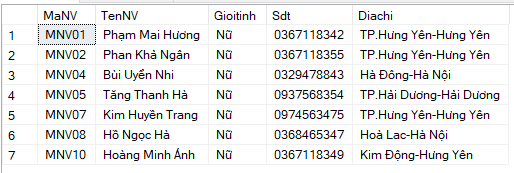 MaNV TenNV Gioitinh Sdt Diachi
1 MNV01 Phạm Mai Hương Nữ 0367118342 TP.Hưng Yên-Hưng Yên
2 MNV02 Phan Khả Ngân Nữ 0367118355 TP.Hưng Yên-Hưng Yên
3 MNV04 Bùi Uyển Nhi Nữ 0329478843 Hà Đông-Hà Nội
4 MNV05 Tăng Thanh Hà Nữ 0937568354 TP.Hải Dương-Hải Dương
5 MNV07 Kim Huyền Trang Nữ 0974563475 TP.Hưng Yên-Hưng Yên
6 MNV08 Hồ Ngọc Hà Nữ 0368465347 Hoà Lac-Hà Nội
7 MNV10 Hoàng Minh Ánh Nữ 0367118349 Kim Động-Hưng Yên